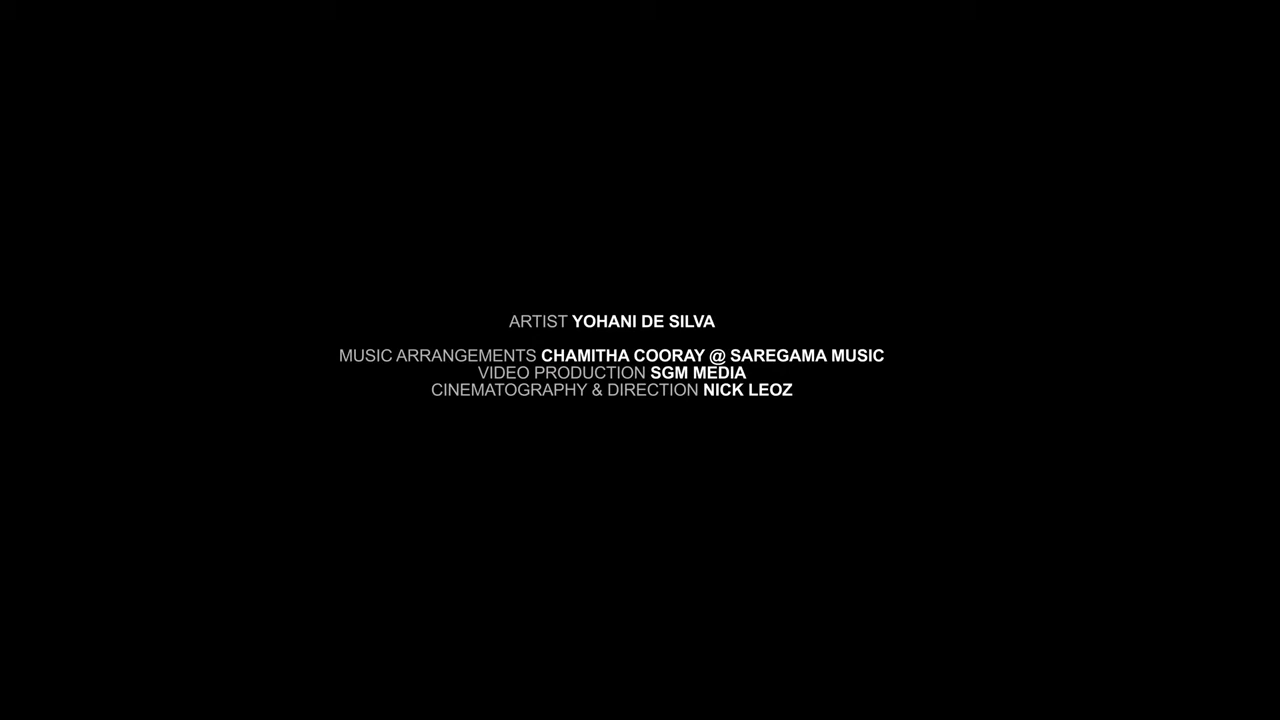 ARTIST YOHANI DE SILVA
MUSIC ARRANGEMENTS CHAMITHA COORAY @ SAREGAMA MUSIC
VIDEO PRODUCTION SGM MEDIA
CINEMATOGRAPHY & DIRECTION NICK LEOZ